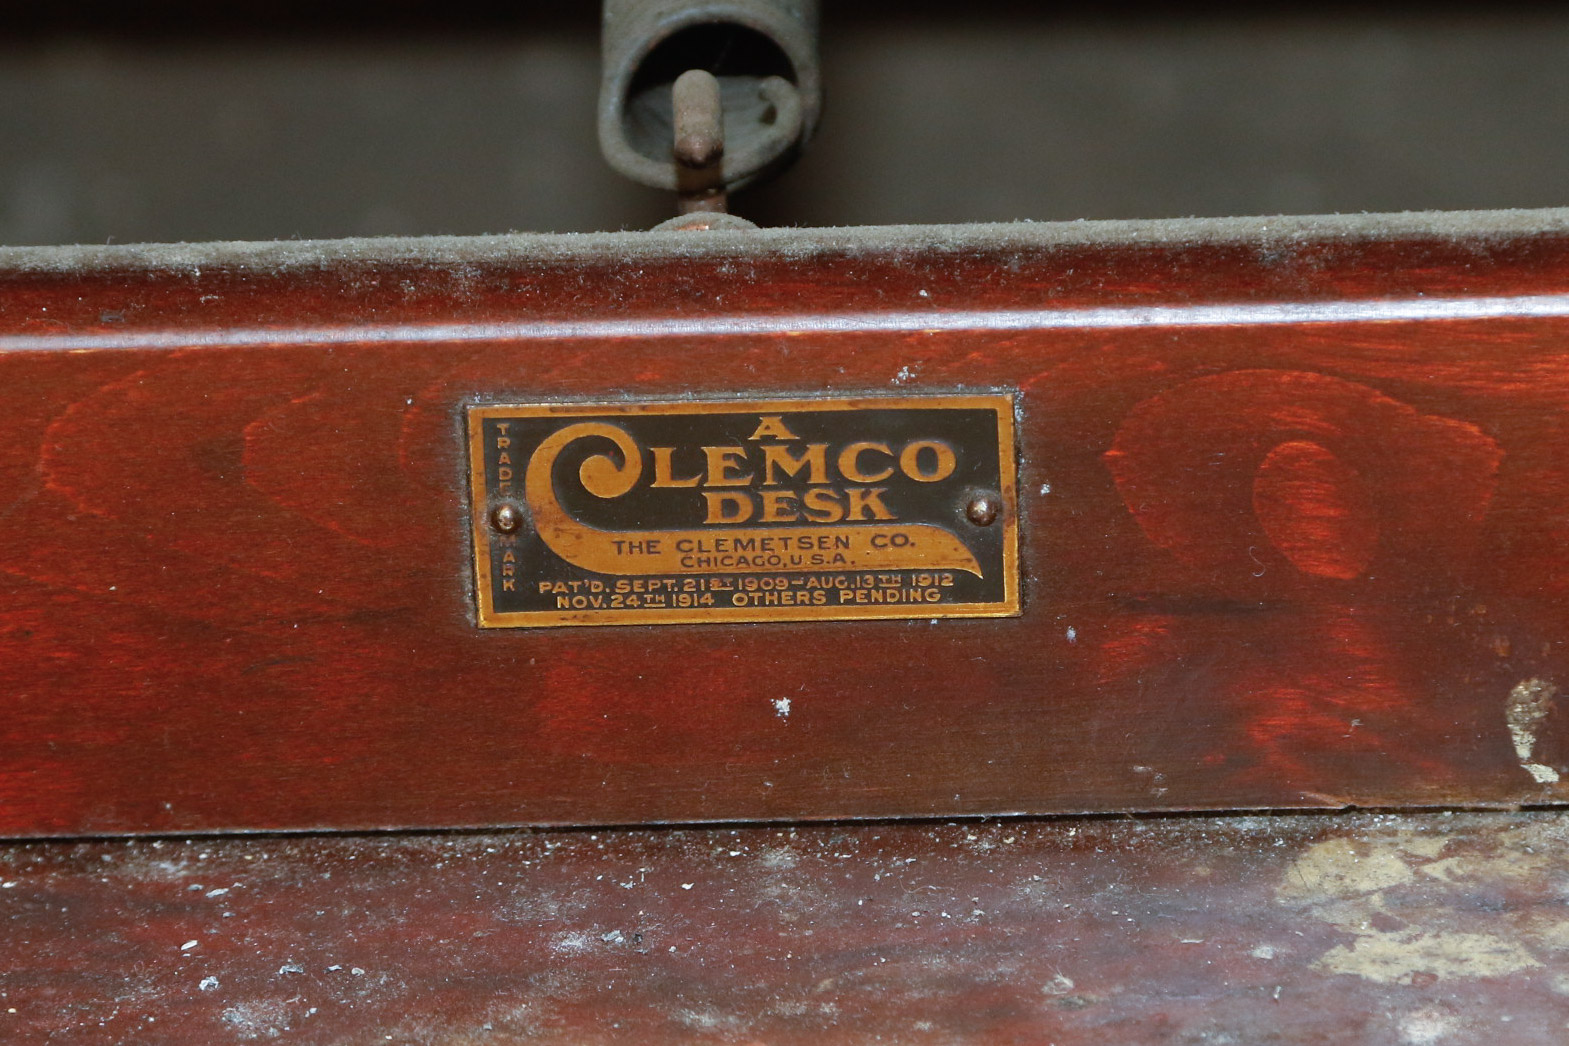 TRADE MARK
A
CLEMCO
DESK
THE CLEMETSEN CO.
CHICAGO, U.S.A.
PAT'D. SEPT. 21ST 1909-AUG. 13TH 1912
NOV. 24TH 1914 OTHERS PENDING